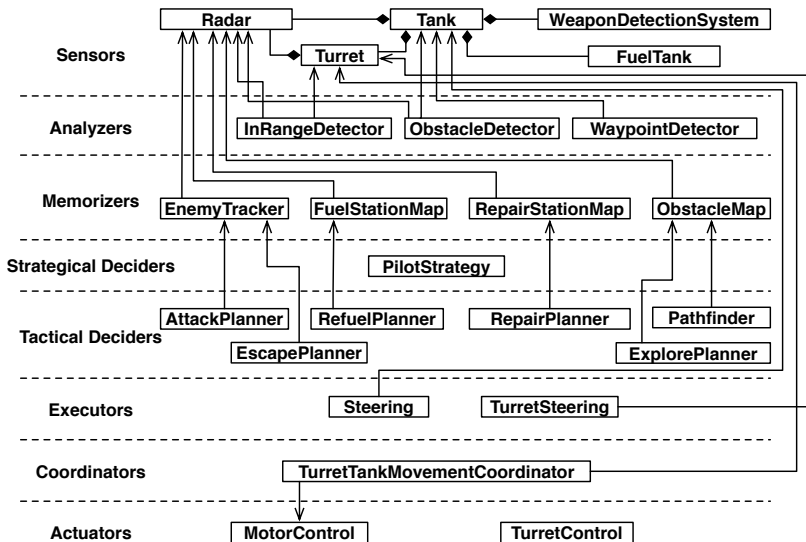 Radar
Tank
WeaponDetectionSystem
Sensors
Turret
FuelTank
Analyzers
InRangeDetector
ObstacleDetector
WaypointDetector
Memorizers
EnemyTracker
FuelStationMap
RepairStationMap
ObstacleMap
Strategical Deciders
PilotStrategy
Tactical Deciders
AttackPlanner
RefuelPlanner
RepairPlanner
Pathfinder
EscapePlanner
ExplorePlanner
Executors
Steering
TurretSteering
Coordinators
TurretTankMovementCoordinator
Actuators
MotorControl
TurretControl